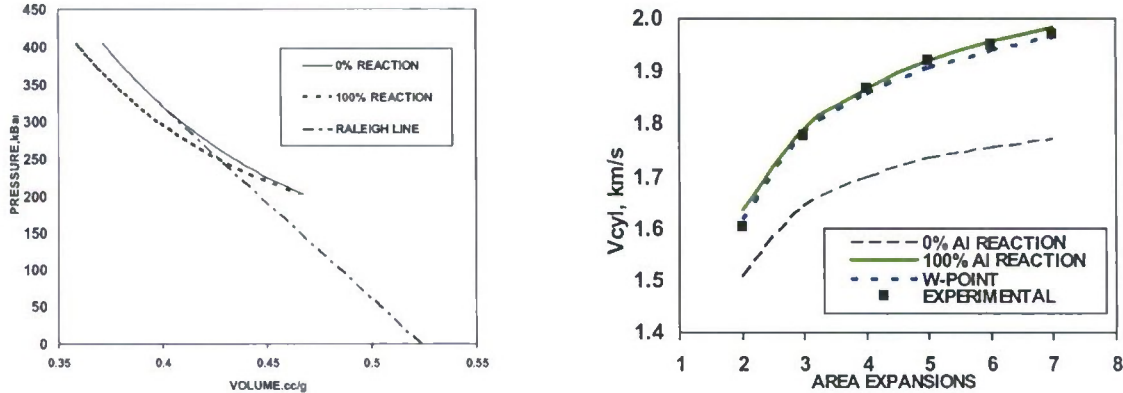 450
400
350
300
250
200
150
100
50
0
PRESSURE,kBar
0.35 0.4 0.45 0.5 0.55
VOLUME.cc/g
0% REACTION
100% REACTION
RALEIGH LINE
2.0
1.9
1.8
1.7
1.6
1.5
1.4
Vcyl, km/s
1 2 3 4 5 6 7 8
AREA EXPANSIONS
0% Al REACTION
100% Al REACTION
W-POINT
EXPERIMENTAL